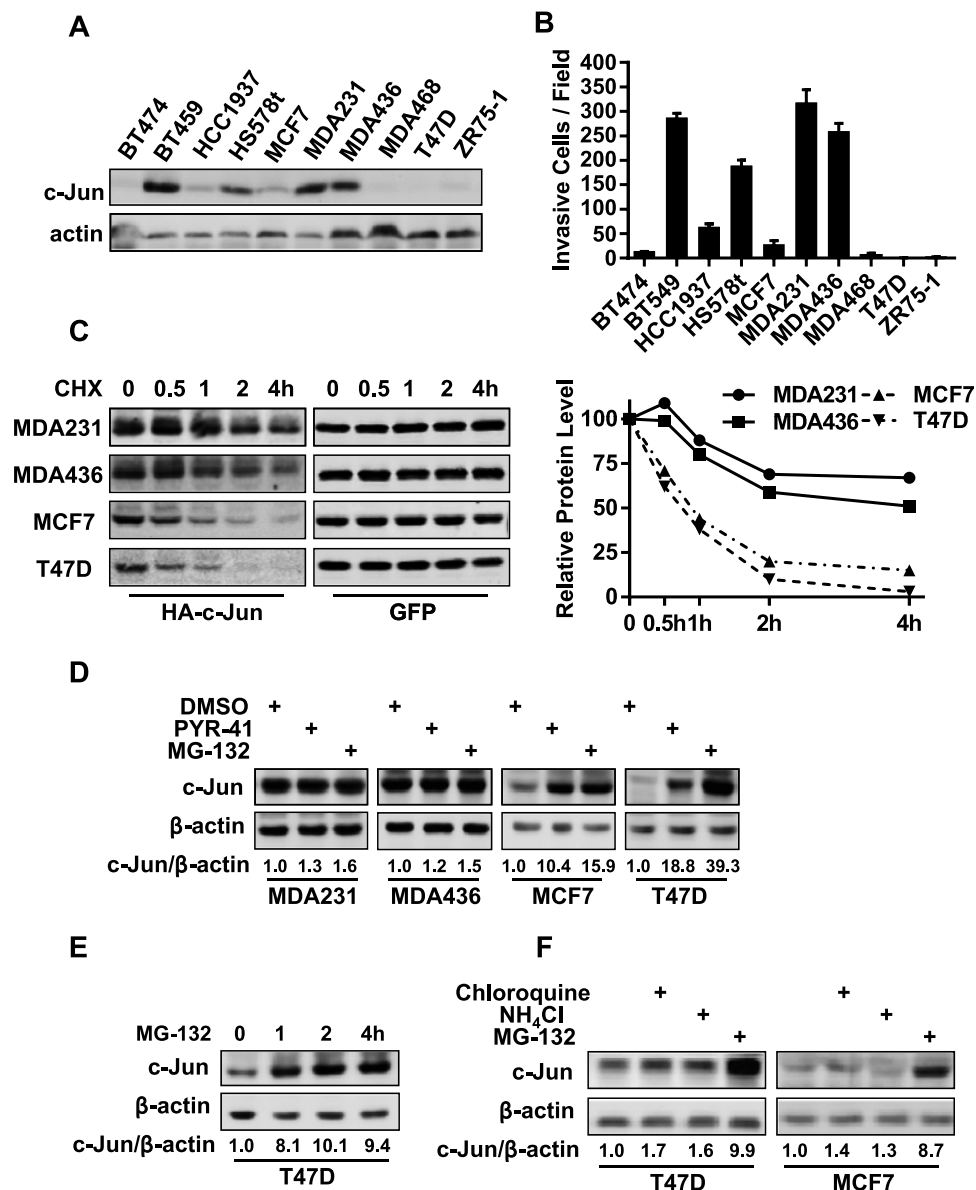 A
BT474
BT459
HCC1937
HS578t
MCF7
MDA231
MDA436
MDA468
T47D
ZR75-1
c-Jun
actin
B
Invasive Cells / Field
400
350
300
250
200
150
100
50
0
BT474
BT549
HCC1937
HS578t
MCF7
MDA231
MDA436
MDA468
T47D
ZR75-1
C
CHX 0 0.5 1 2 4h 0 0.5 1 2 4h
MDA231
MDA436
MCF7
T47D
HA-c-Jun GFP
MDA231 MCF7
MDA436 T47D
Relative Protein Level
100
75
50
25
0
0 0.5h 1h 2h 4h
D
DMSO + + + +
PYR-41 + + + +
MG-132 + + + +
c-Jun
β-actin
c-Jun/β-actin 1.0 1.3 1.6 1.0 1.2 1.5 1.0 10.4 15.9 1.0 18.8 39.3
MDA231 MDA436 MCF7 T47D
E
MG-132 0 1 2 4h
c-Jun
β-actin
c-Jun/β-actin 1.0 8.1 10.1 9.4
T47D
F
Chloroquine + +
NH₄Cl + +
MG-132 + +
c-Jun
β-actin
c-Jun/β-actin 1.0 1.7 1.6 9.9 1.0 1.4 1.3 8.7
T47D MCF7